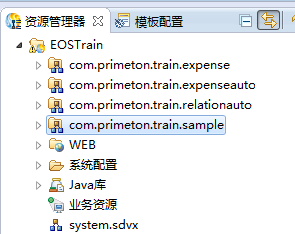 资源管理器 模板配置
EOSTrain
com.primeton.train.expense
com.primeton.train.expenseauto
com.primeton.train.relationauto
com.primeton.train.sample
WEB
系统配置
Java库
业务资源
system.sdvx